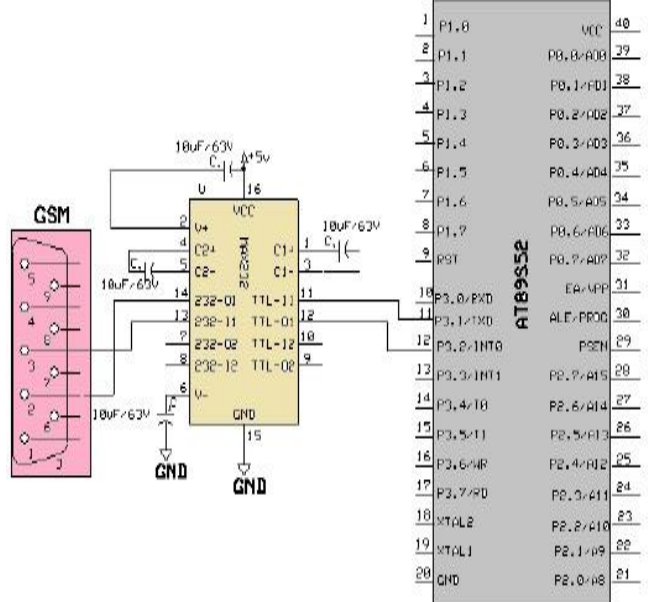 GSM
5
9
4
8
3
7
2
6
1
J
10uF/63V
C.
+5v
U
16
VCC
2
V+
4
C2+
5
C2-
C.
10uF/63V
14
232-O1
13
232-I1
7
232-O2
8
232-I2
6
V-
10uF/63V
GND
MAX232
10uF/63V
C.
1
C1+
3
C1-
11
TTL-I1
12
TTL-O1
10
TTL-I2
9
TTL-O2
GND
15
GND
AT89S52
1 P1.0
2 P1.1
3 P1.2
4 P1.3
5 P1.4
6 P1.5
7 P1.6
8 P1.7
9 RST
10 P3.0/RXD
11 P3.1/TXD
12 P3.2/INT0
13 P3.3/INT1
14 P3.4/T0
15 P3.5/T1
16 P3.6/WR
17 P3.7/RD
18 XTAL2
19 XTAL1
20 GND
VCC 40
P0.0/AD0 39
P0.1/AD1 38
P0.2/AD2 37
P0.3/AD3 36
P0.4/AD4 35
P0.5/AD5 34
P0.6/AD6 33
P0.7/AD7 32
EA/VPP 31
ALE/PROG 30
PSEN 29
P2.7/A15 28
P2.6/A14 27
P2.5/A13 26
P2.4/A12 25
P2.3/A11 24
P2.2/A10 23
P2.1/A9 22
P2.0/A8 21